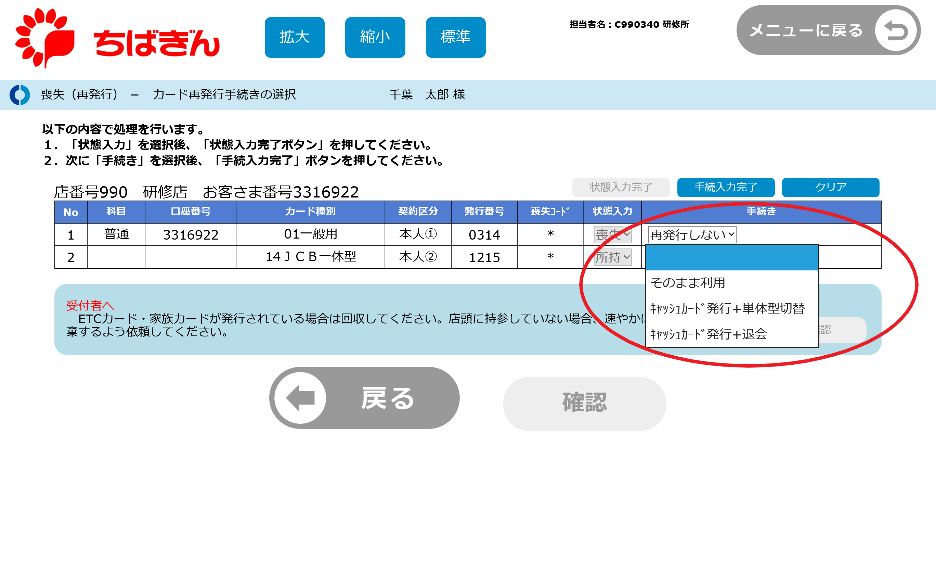 ちばぎん
拡大 縮小 標準
担当者名：C990340 研修所
メニューに戻る
喪失（再発行） － カード再発行手続きの選択 千葉 太郎 様
以下の内容で処理を行います。
１．「状態入力」を選択後、「状態入力完了ボタン」を押してください。
２．次に「手続き」を選択後、「手続入力完了」ボタンを押してください。
店番号990 研修店 お客さま番号3316922
状態入力完了 手続入力完了 クリア
No 科目 口座番号 カード種別 契約区分 発行番号 喪失ｺｰﾄﾞ 状態入力 手続き
1 普通 3316922 01一般用 本人① 0314 * 喪失 再発行しない
2 14ＪＣＢ一体型 本人② 1215 * 所持
そのまま利用
ｷｬｯｼｭｶｰﾄﾞ発行+単体型切替
ｷｬｯｼｭｶｰﾄﾞ発行+退会
受付者へ
ETCカード・家族カードが発行されている場合は回収してください。店頭に持参していない場合、速やかに
棄するよう依頼してください。
認
戻る 確認